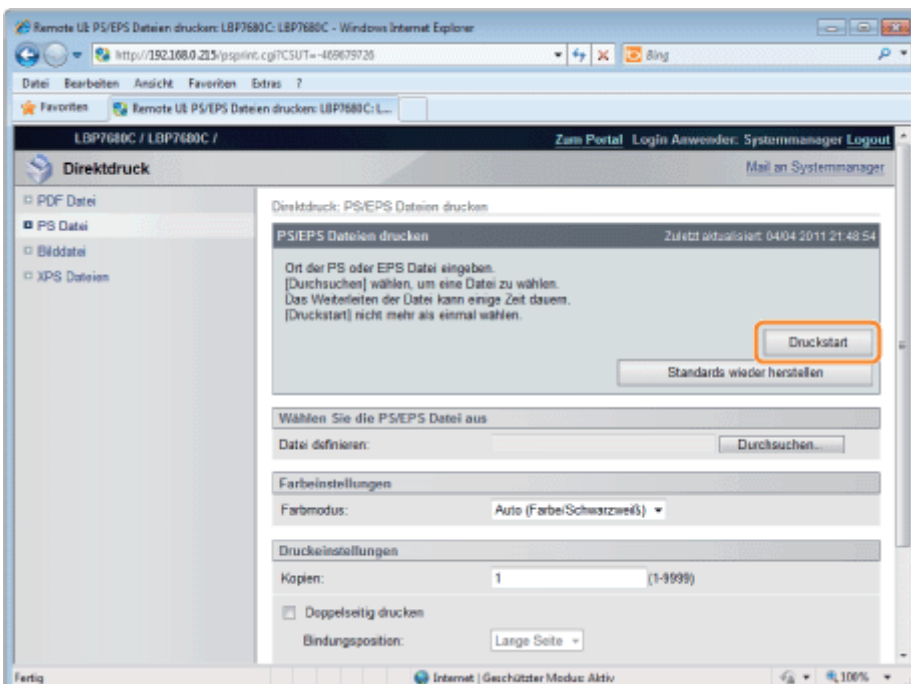 Remote UI: PS/EPS Dateien drucken: LBP7680C: LBP7680C - Windows Internet Explorer
http://192.168.0.215/psprint.cgi?CSUT=-469679726
Bing
Datei Bearbeiten Ansicht Favoriten Extras ?
Favoriten Remote UI: PS/EPS Dateien drucken: LBP7680C: L...
LBP7680C / LBP7680C /
Zum Portal Login Anwender: Systemmanager Logout
Direktdruck
Mail an Systemmanager
PDF Datei
PS Datei
Bilddatei
XPS Dateien
Direktdruck: PS/EPS Dateien drucken
PS/EPS Dateien drucken Zuletzt aktualisiert: 04/04 2011 21:48:54
Ort der PS oder EPS Datei eingeben.
[Durchsuchen] wählen, um eine Datei zu wählen.
Das Weiterleiten der Datei kann einige Zeit dauern.
[Druckstart] nicht mehr als einmal wählen.
Druckstart
Standards wieder herstellen
Wählen Sie die PS/EPS Datei aus
Datei definieren: Durchsuchen...
Farbeinstellungen
Farbmodus: Auto (Farbe/Schwarzweiß)
Druckeinstellungen
Kopien: 1 (1-9999)
Doppelseitig drucken
Bindungsposition: Lange Seite
Fertig Internet | Geschützter Modus: Aktiv 100%